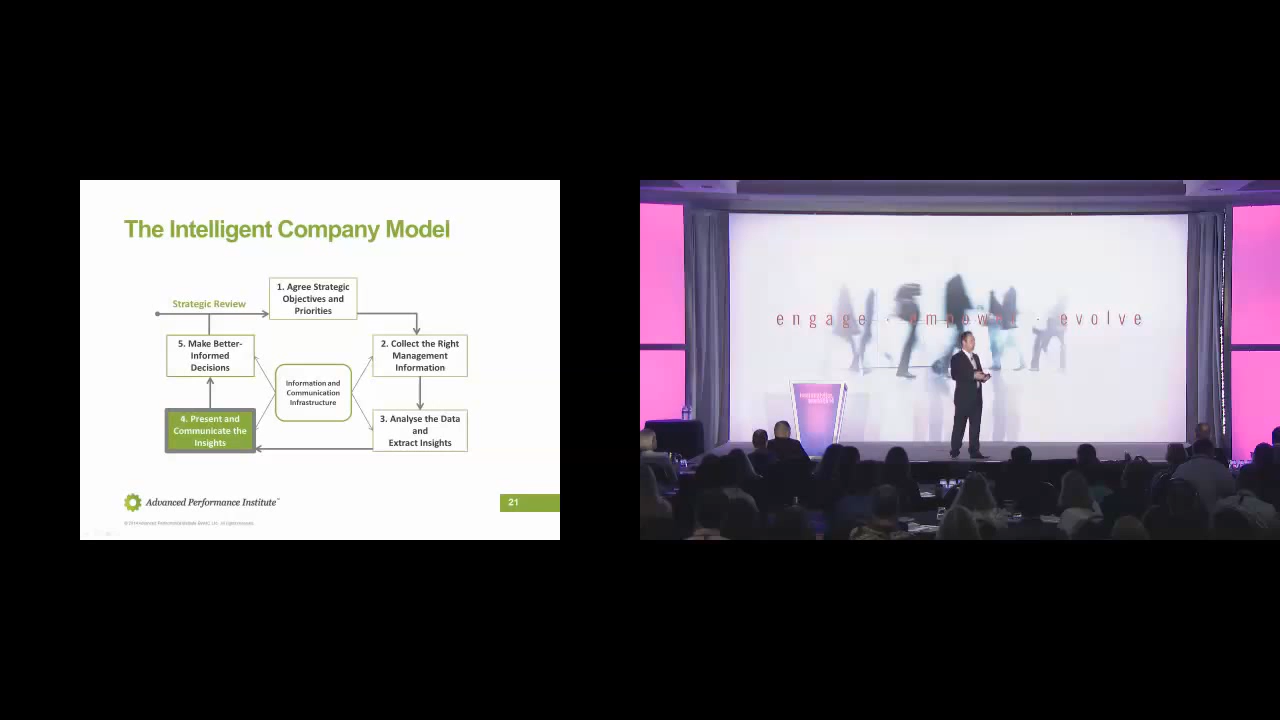 The Intelligent Company Model
Strategic Review
1. Agree Strategic
Objectives and
Priorities
5. Make Better-
Informed
Decisions
2. Collect the Right
Management
Information
Information and
Communication
Infrastructure
4. Present and
Communicate the
Insights
3. Analyse the Data
and
Extract Insights
Advanced Performance Institute™
21
engage · empower · evolve